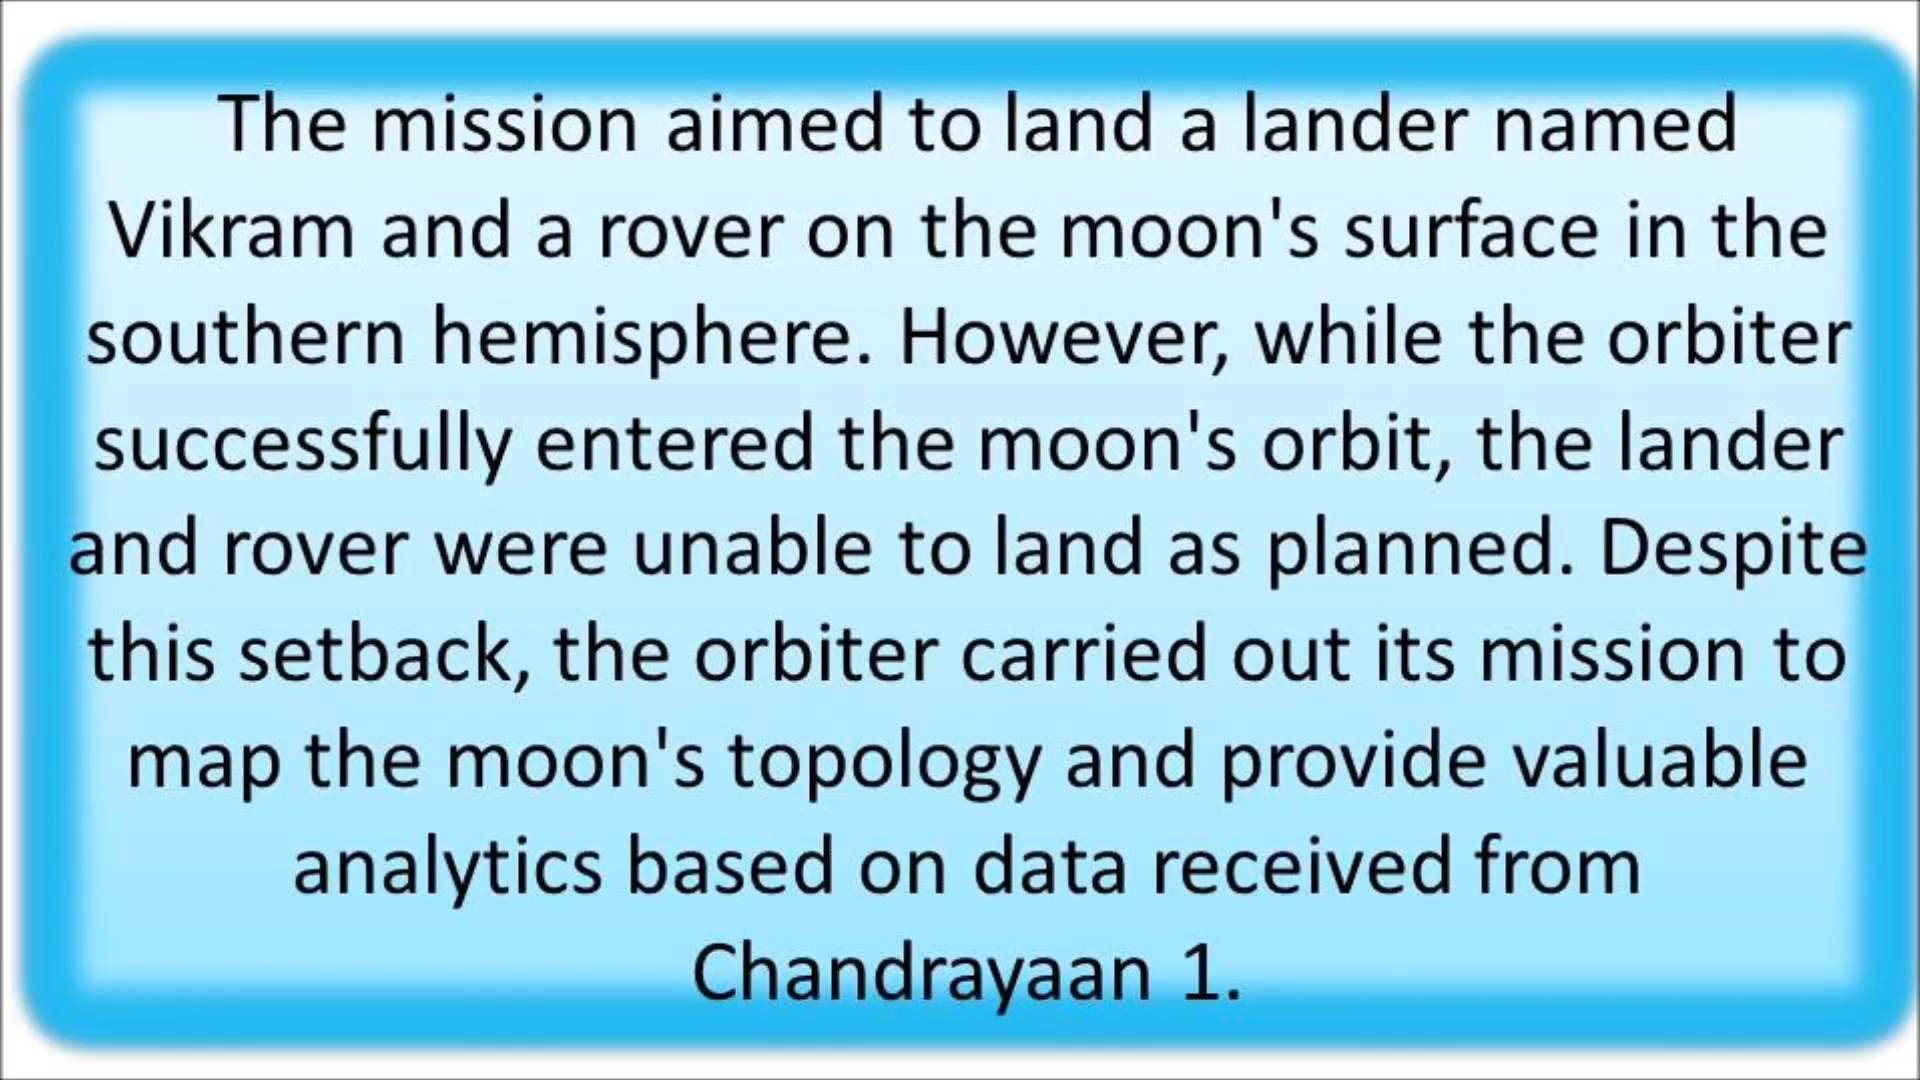 The mission aimed to land a lander named
Vikram and a rover on the moon's surface in the
southern hemisphere. However, while the orbiter
successfully entered the moon's orbit, the lander
and rover were unable to land as planned. Despite
this setback, the orbiter carried out its mission to
map the moon's topology and provide valuable
analytics based on data received from
Chandrayaan 1.